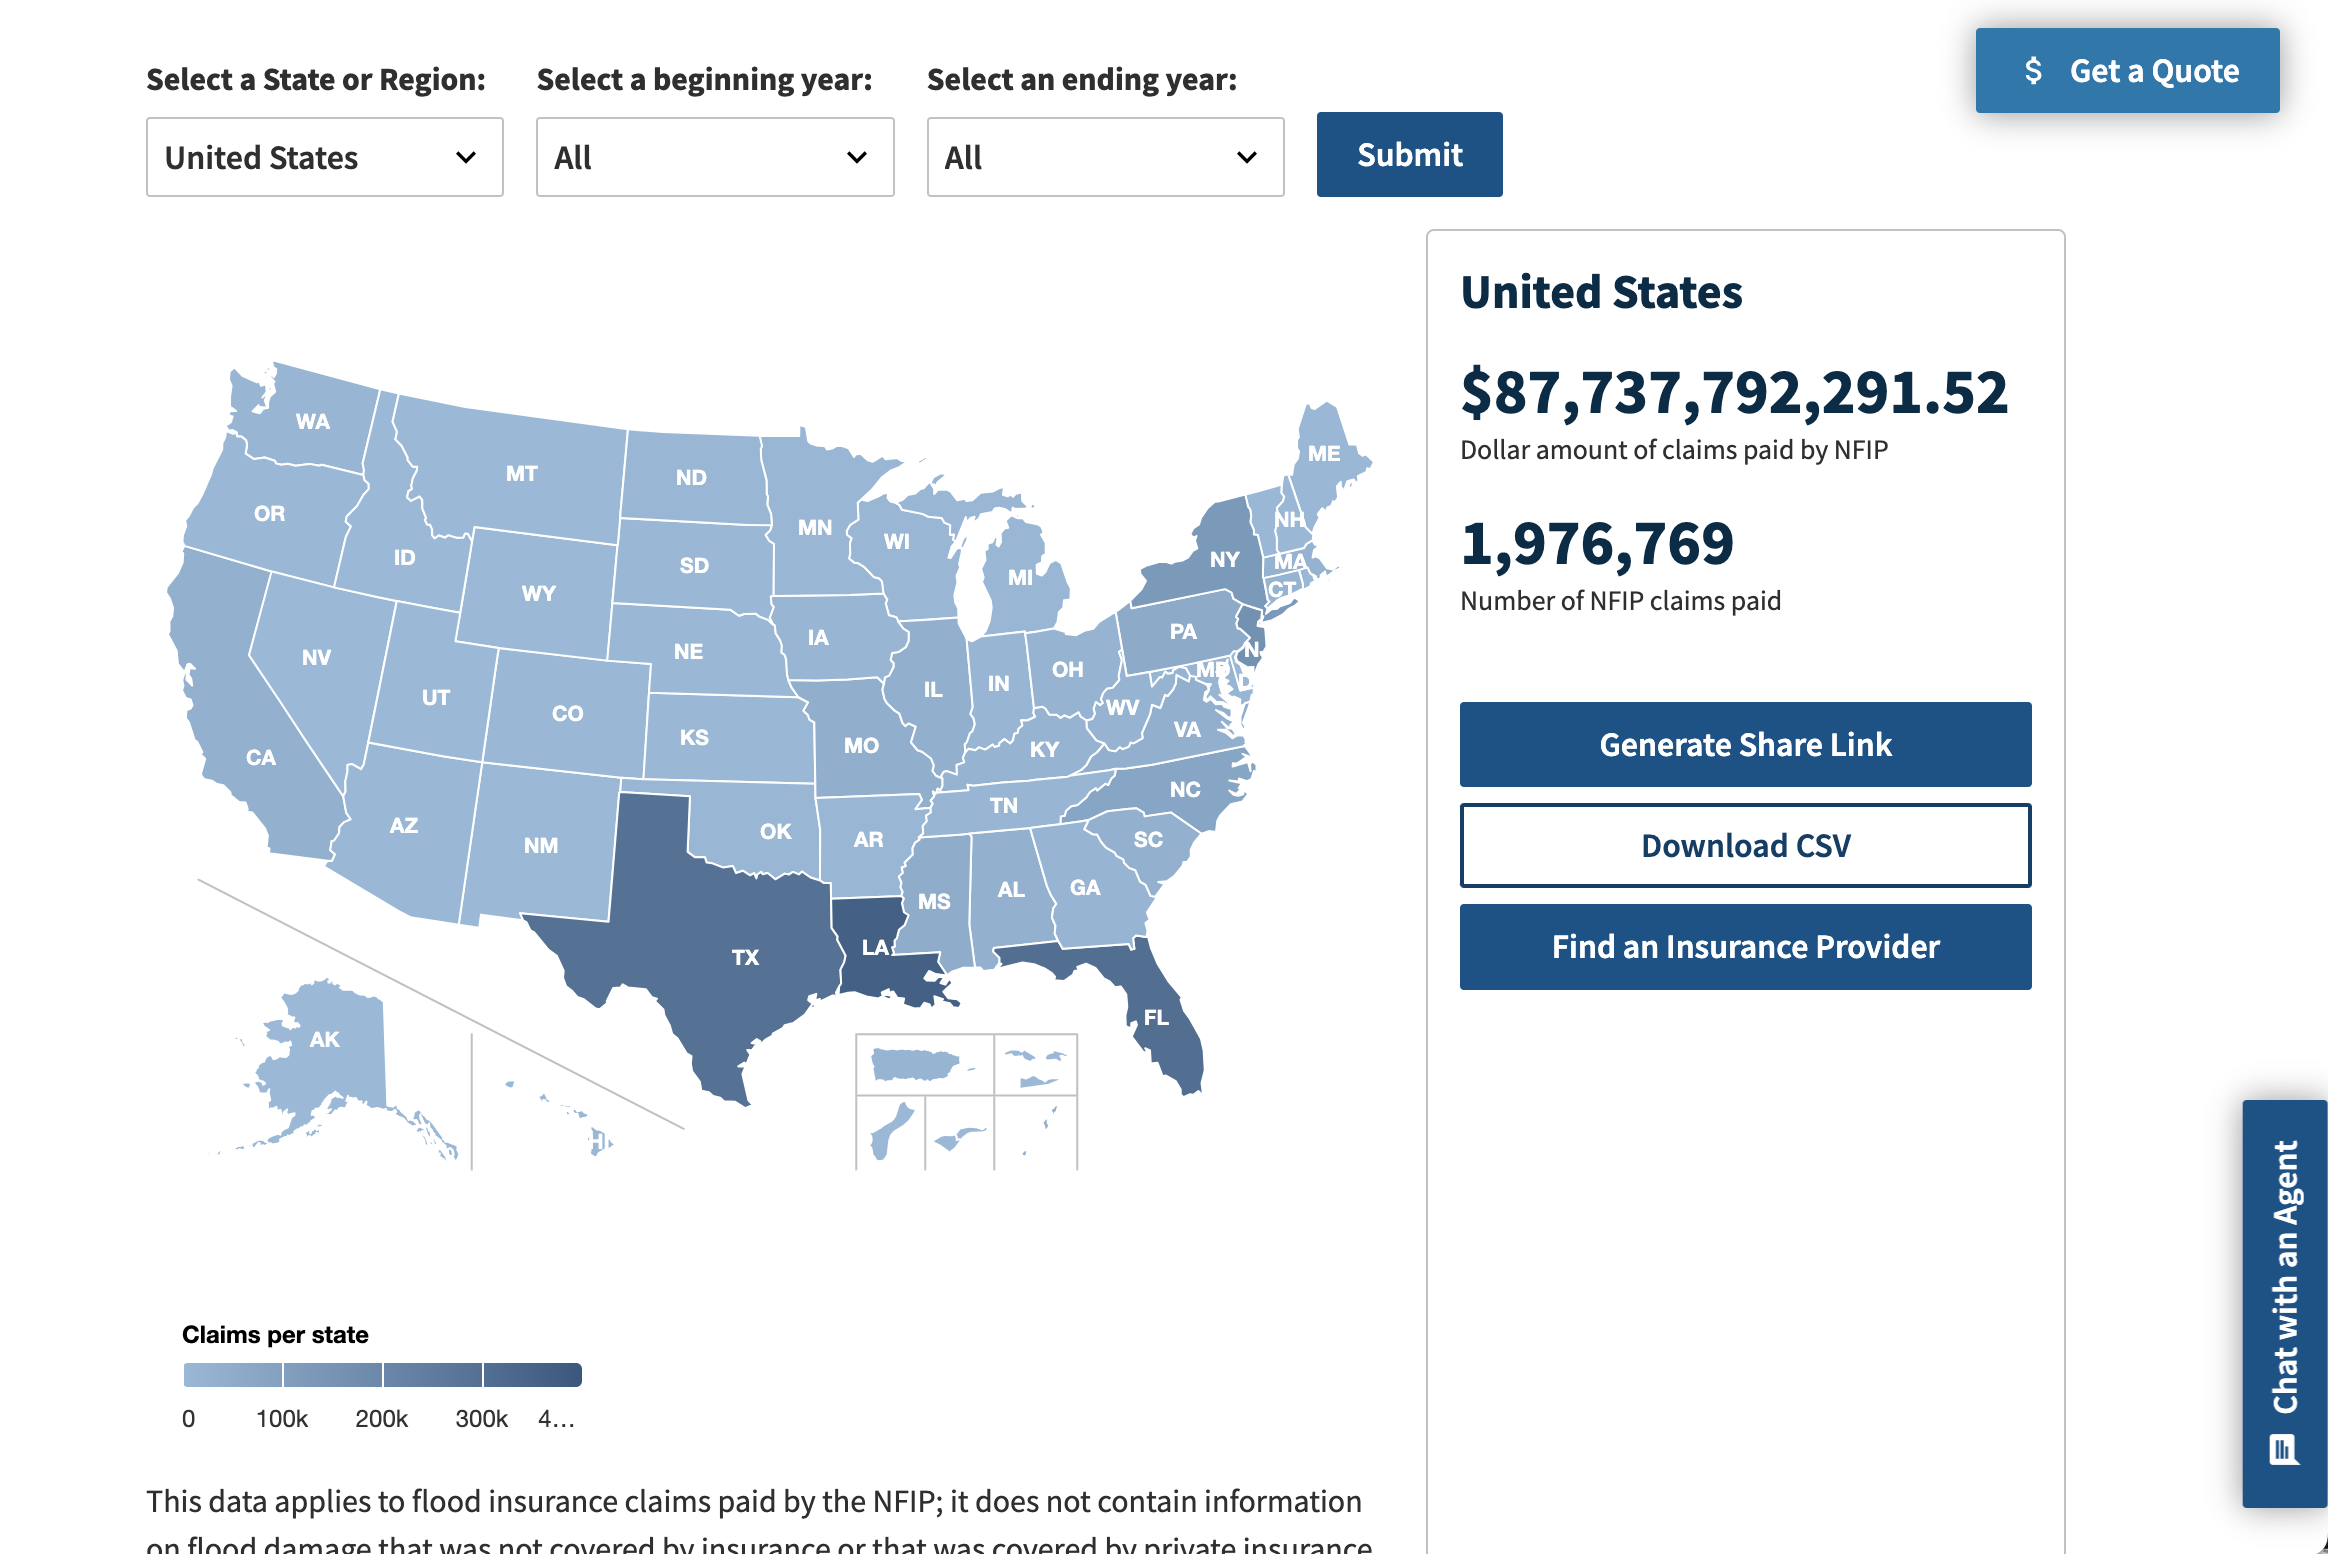 Select a State or Region:
Select a beginning year:
Select an ending year:
$ Get a Quote
United States
All
All
Submit
United States
$87,737,792,291.52
Dollar amount of claims paid by NFIP
1,976,769
Number of NFIP claims paid
Generate Share Link
Download CSV
Find an Insurance Provider
WA
MT
ND
ME
OR
MN
NH
ID
SD
WI
NY
MA
WY
MI
CT
NV
NE
IA
PA
N
UT
CO
IL
IN
OH
MD
D
CA
KS
MO
KY
WV
VA
AZ
NM
OK
AR
TN
NC
SC
MS
AL
GA
TX
LA
FL
AK
HI
Claims per state
0 100k 200k 300k 4...
Chat with an Agent
This data applies to flood insurance claims paid by the NFIP; it does not contain information
on flood damage that was not covered by insurance or that was covered by private insurance